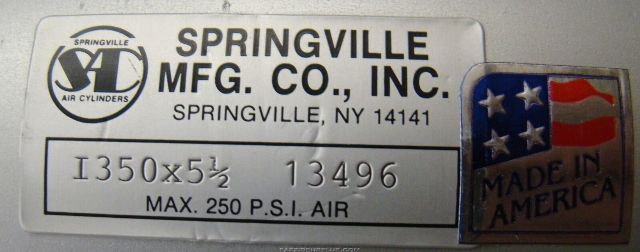 SPRINGVILLE
AIR CYLINDERS
SPRINGVILLE
MFG. CO., INC.
SPRINGVILLE, NY 14141
I350x5½ 13496
MAX. 250 P.S.I. AIR
MADE IN
AMERICA